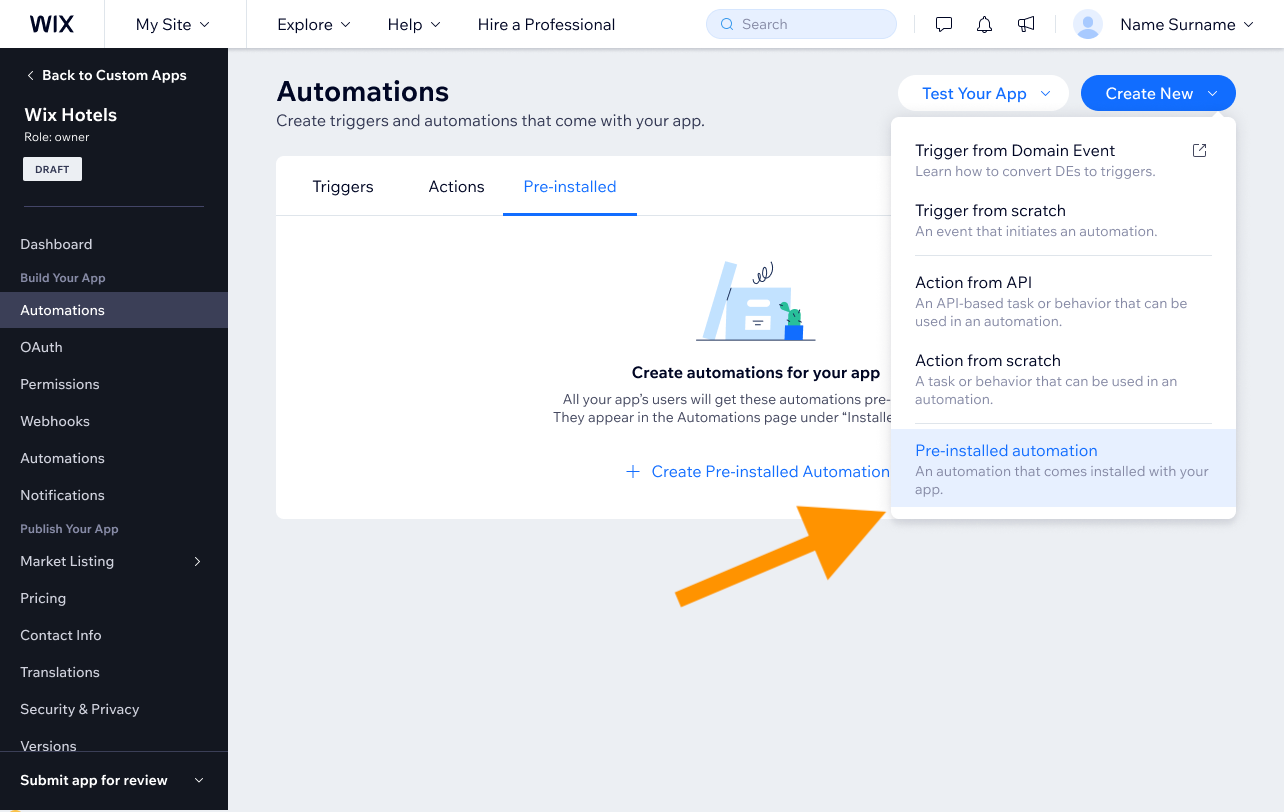 WIX
My Site
Explore
Help
Hire a Professional
Search
Name Surname
Back to Custom Apps
Wix Hotels
Role: owner
DRAFT
Dashboard
Build Your App
Automations
OAuth
Permissions
Webhooks
Automations
Notifications
Publish Your App
Market Listing
Pricing
Contact Info
Translations
Security & Privacy
Versions
Submit app for review
Automations
Create triggers and automations that come with your app.
Test Your App
Create New
Triggers
Actions
Pre-installed
Create automations for your app
All your app's users will get these automations pre-
They appear in the Automations page under “Installe
Create Pre-installed Automation
Trigger from Domain Event
Learn how to convert DEs to triggers.
Trigger from scratch
An event that initiates an automation.
Action from API
An API-based task or behavior that can be
used in an automation.
Action from scratch
A task or behavior that can be used in an
automation.
Pre-installed automation
An automation that comes installed with your
app.